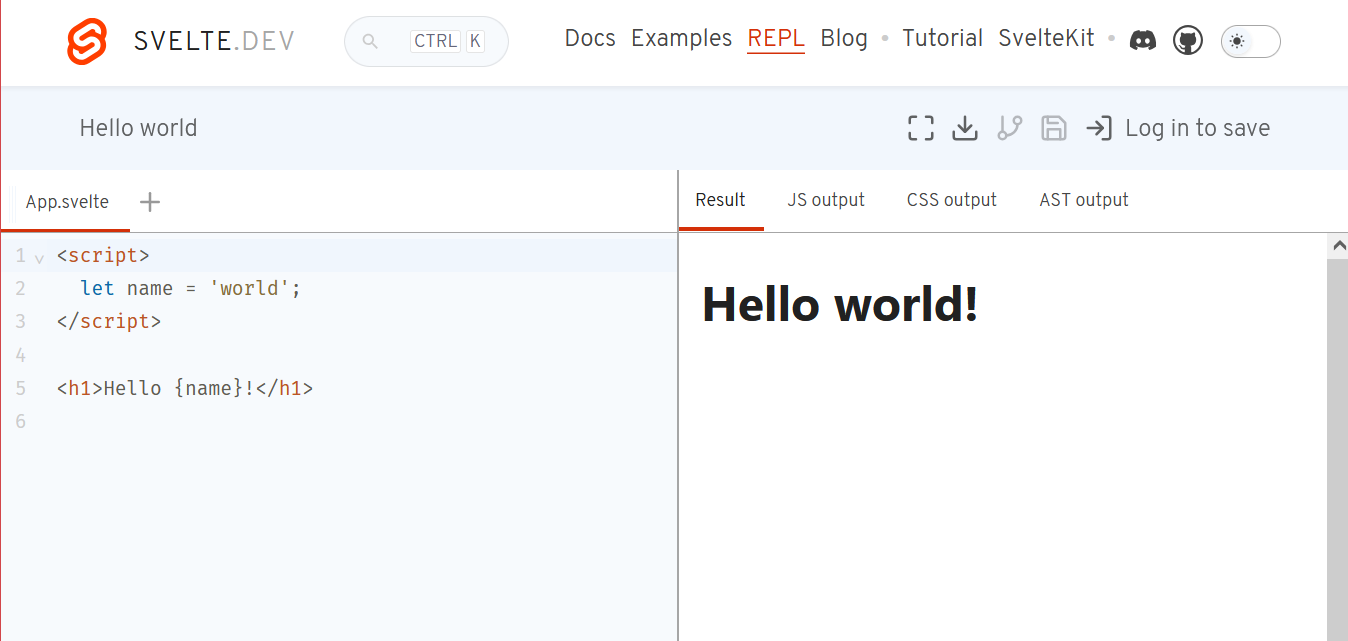 SVELTE.DEV CTRL K Docs Examples REPL Blog • Tutorial SvelteKit •
Hello world Log in to save
App.svelte + Result JS output CSS output AST output
1 <script>
2 let name = 'world';
3 </script>
4
5 <h1>Hello {name}!</h1>
6
Hello world!